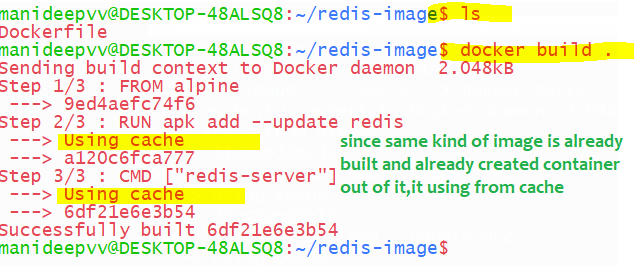 manideepvv@DESKTOP-48ALSQ8:~/redis-image$ ls
Dockerfile
manideepvv@DESKTOP-48ALSQ8:~/redis-image$ docker build .
Sending build context to Docker daemon  2.048kB
Step 1/3 : FROM alpine
 ---> 9ed4aefc74f6
Step 2/3 : RUN apk add --update redis
 ---> Using cache
 ---> a120c6fca777
Step 3/3 : CMD ["redis-server"]
 ---> Using cache
 ---> 6df21e6e3b54
Successfully built 6df21e6e3b54
manideepvv@DESKTOP-48ALSQ8:~/redis-image$
since same kind of image is already
built and already created container
out of it,it using from cache